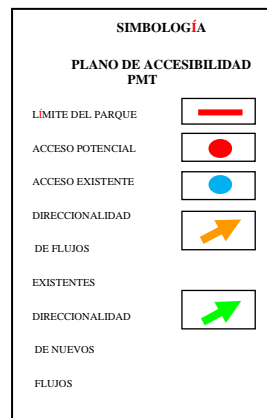 SIMBOLOGÍA
PLANO DE ACCESIBILIDAD
PMT
LÍMITE DEL PARQUE
ACCESO POTENCIAL
ACCESO EXISTENTE
DIRECCIONALIDAD
DE FLUJOS
EXISTENTES
DIRECCIONALIDAD
DE NUEVOS
FLUJOS